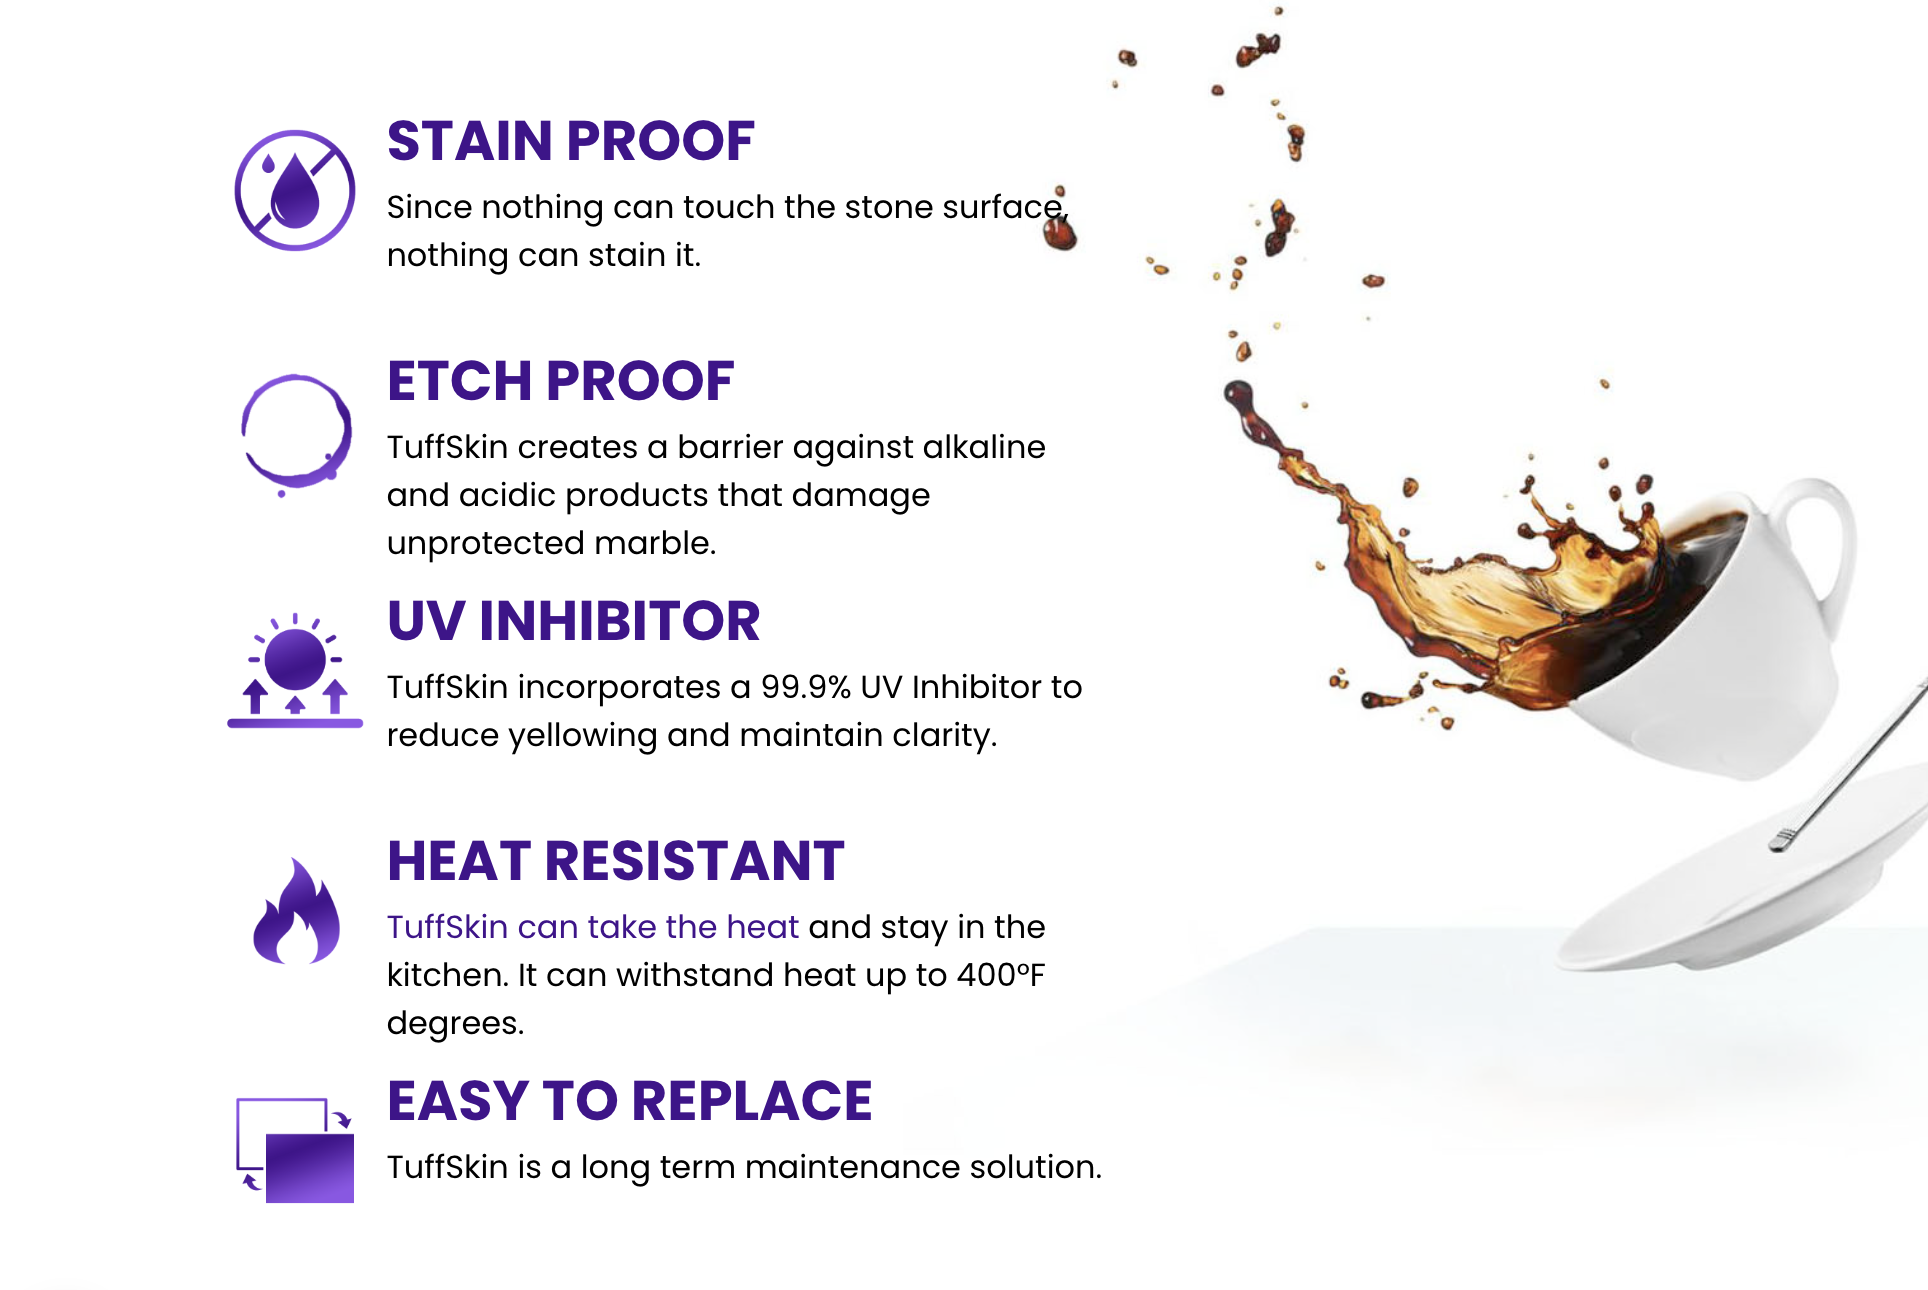 STAIN PROOF
Since nothing can touch the stone surface,
nothing can stain it.
ETCH PROOF
TuffSkin creates a barrier against alkaline
and acidic products that damage
unprotected marble.
UV INHIBITOR
TuffSkin incorporates a 99.9% UV Inhibitor to
reduce yellowing and maintain clarity.
HEAT RESISTANT
TuffSkin can take the heat and stay in the
kitchen. It can withstand heat up to 400ºF
degrees.
EASY TO REPLACE
TuffSkin is a long term maintenance solution.